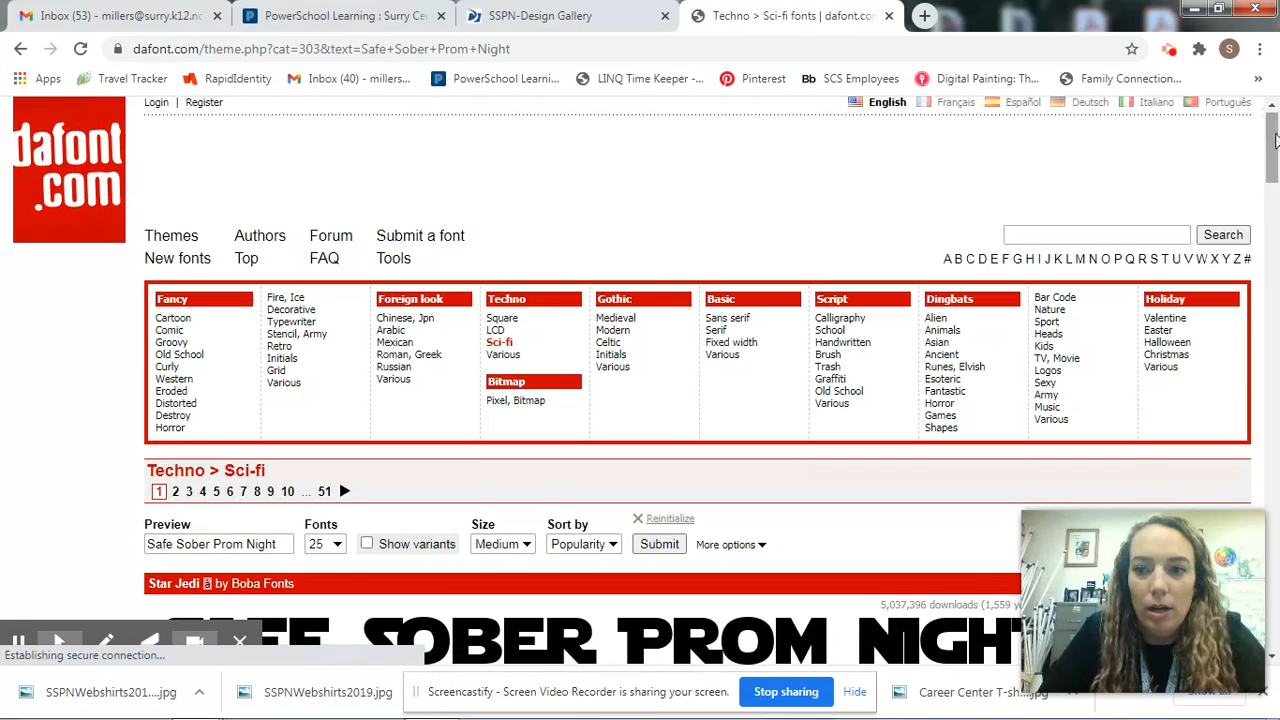 Inbox (53) - millers@surry.k12.nc
PowerSchool Learning : Surry Ce
SSPN-Design Gallery
Techno > Sci-fi fonts | dafont.com
dafont.com/theme.php?cat=303&text=Safe+Sober+Prom+Night
S
Apps
Travel Tracker
RapidIdentity
Inbox (40) - millers...
PowerSchool Learni...
LINQ Time Keeper -...
Pinterest
Bb SCS Employees
Digital Painting: Th...
Family Connection...
Login | Register
English Français Español Deutsch Italiano Português
dafont
.com
Themes Authors Forum Submit a font
New fonts Top FAQ Tools
Search
A B C D E F G H I J K L M N O P Q R S T U V W X Y Z #
Fancy
Cartoon
Comic
Groovy
Old School
Curly
Western
Eroded
Distorted
Destroy
Horror
Fire, Ice
Decorative
Typewriter
Stencil, Army
Retro
Initials
Grid
Various
Foreign look
Chinese, Jpn
Arabic
Mexican
Roman, Greek
Russian
Various
Techno
Square
LCD
Sci-fi
Various
Bitmap
Pixel, Bitmap
Gothic
Medieval
Modern
Celtic
Initials
Various
Basic
Sans serif
Serif
Fixed width
Various
Script
Calligraphy
School
Handwritten
Brush
Trash
Graffiti
Old School
Various
Dingbats
Alien
Animals
Asian
Ancient
Runes, Elvish
Esoteric
Fantastic
Horror
Games
Shapes
Bar Code
Nature
Sport
Heads
Kids
TV, Movie
Logos
Sexy
Army
Music
Various
Holiday
Valentine
Easter
Halloween
Christmas
Various
Techno > Sci-fi
1 2 3 4 5 6 7 8 9 10 ... 51
Preview Fonts Size Sort by Reinitialize
Safe Sober Prom Night 25 Show variants Medium Popularity Submit More options
Star Jedi à by Boba Fonts
5,037,396 downloads (1,559 ye
Safe Sober Prom Night
Establishing secure connection...
SSPNWebshirts201....jpg
SSPNWebshirts2019.jpg
Screencastify - Screen Video Recorder is sharing your screen.
Stop sharing
Hide
Career Center T-sh....jpg